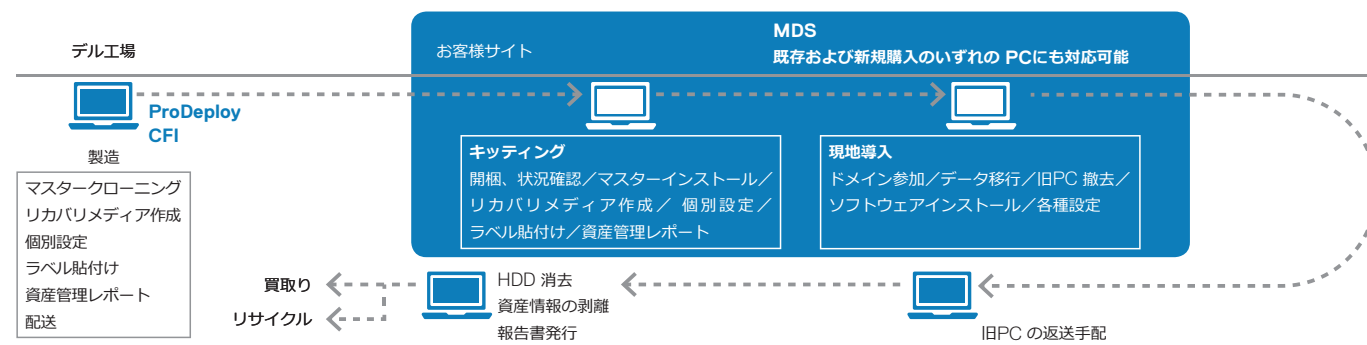 デル工場
ProDeploy
CFI
製造
マスタークローニング
リカバリメディア作成
個別設定
ラベル貼付け
資産管理レポート
配送
お客様サイト
MDS
既存および新規購入のいずれの PCにも対応可能
キッティング
開梱、状況確認／マスターインストール／
リカバリメディア作成／ 個別設定／
ラベル貼付け／資産管理レポート
現地導入
ドメイン参加／データ移行／旧PC 撤去／
ソフトウェアインストール／各種設定
買取り
リサイクル
HDD 消去
資産情報の剥離
報告書発行
旧PC の返送手配